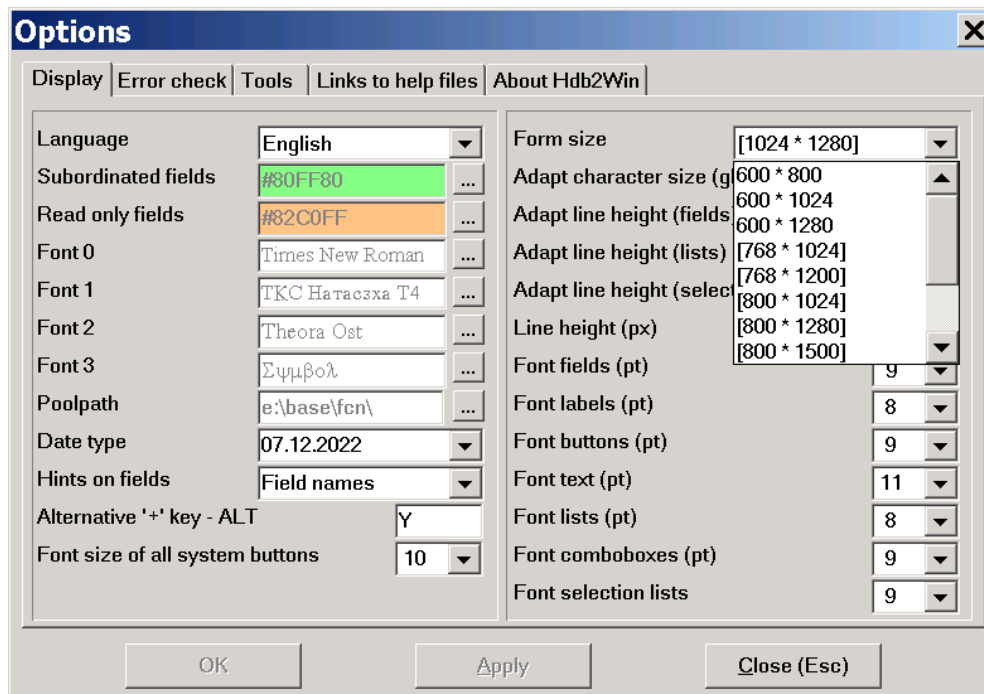 Options
Display Error check Tools Links to help files About Hdb2Win
Language English
Subordinated fields #80FF80 ...
Read only fields #82C0FF ...
Font 0 Times New Roman ...
Font 1 ТКС Натасзха Т4 ...
Font 2 Theora Ost ...
Font 3 Σψμβολ ...
Poolpath e:\base\fcn\ ...
Date type 07.12.2022
Hints on fields Field names
Alternative '+' key - ALT Y
Font size of all system buttons 10
Form size [1024 * 1280]
600 * 800
Adapt character size (g
600 * 1024
Adapt line height (fields
600 * 1280
[768 * 1024]
Adapt line height (lists)
[768 * 1200]
Adapt line height (select
[800 * 1024]
Line height (px) [800 * 1280]
[800 * 1500]
Font fields (pt) 9
Font labels (pt) 8
Font buttons (pt) 9
Font text (pt) 11
Font lists (pt) 8
Font comboboxes (pt) 9
Font selection lists 9
OK Apply Close (Esc)